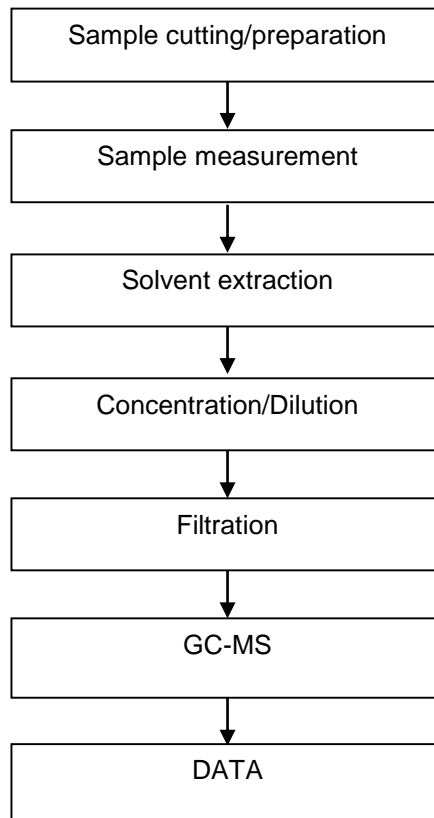 Sample cutting/preparation
Sample measurement
Solvent extraction
Concentration/Dilution
Filtration
GC-MS
DATA